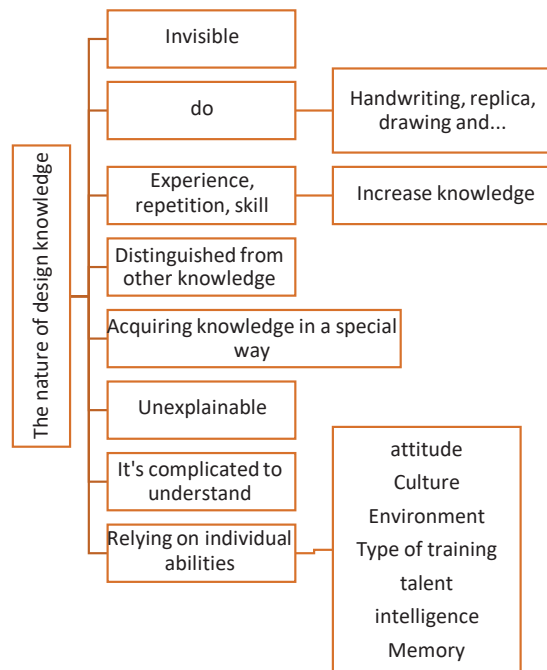 The nature of design knowledge
Invisible
do
Handwriting, replica,
drawing and...
Experience,
repetition, skill
Increase knowledge
Distinguished from
other knowledge
Acquiring knowledge in a special
way
Unexplainable
It's complicated to
understand
Relying on individual
abilities
attitude
Culture
Environment
Type of training
talent
intelligence
Memory